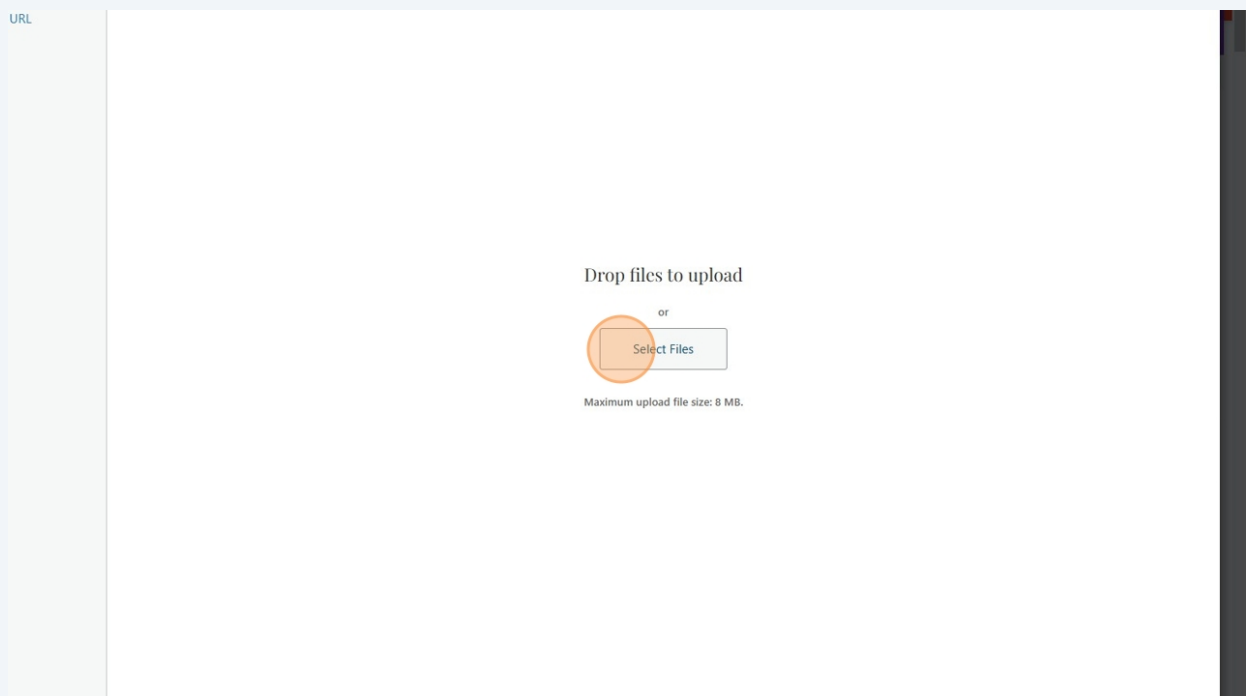 URL
Drop files to upload
or
Select Files
Maximum upload file size: 8 MB.